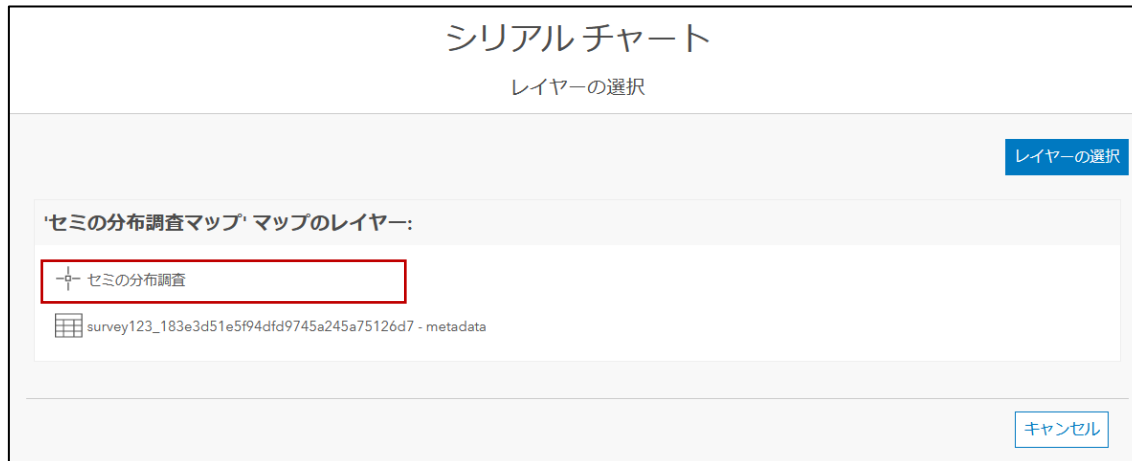 シリアル チャート
レイヤーの選択
レイヤーの選択
'セミの分布調査マップ' マップのレイヤー:
セミの分布調査
survey123_183e3d51e5f94dfd9745a245a75126d7 - metadata
キャンセル